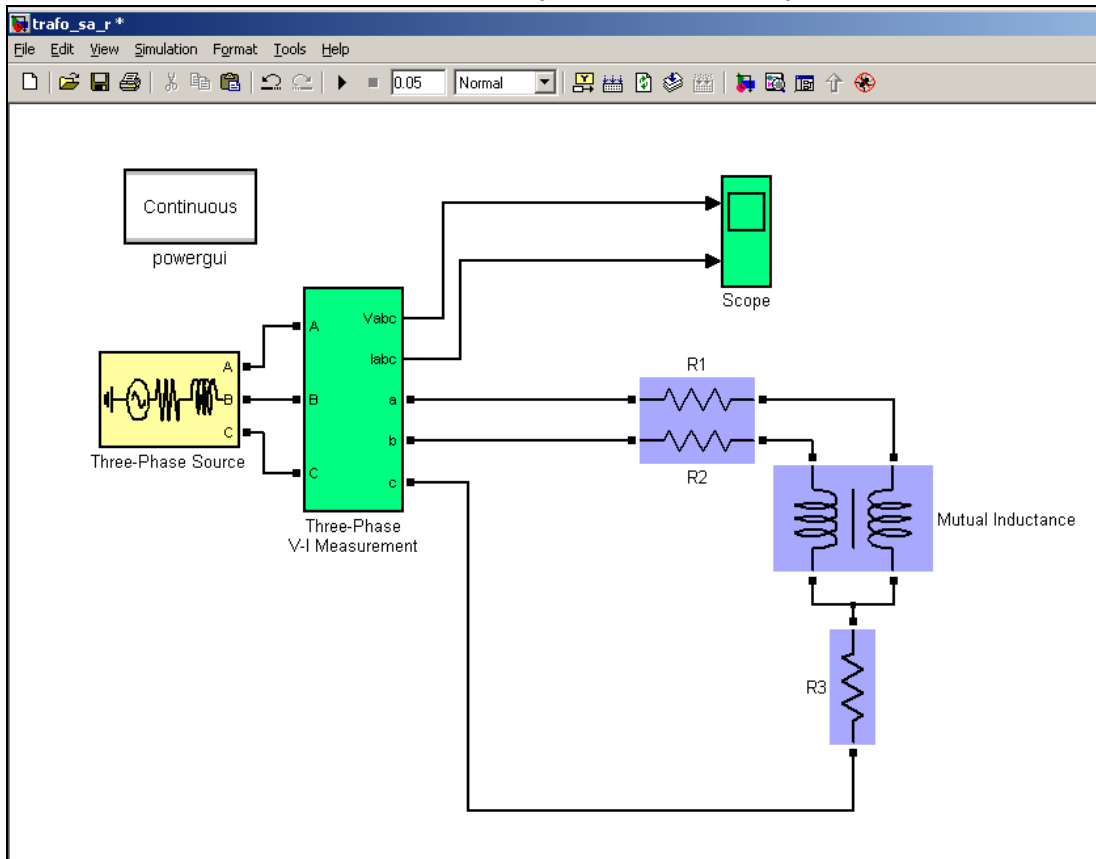 trafo_sa_r *
File Edit View Simulation Format Tools Help
0.05 Normal
Continuous
powergui
Scope
Vabc
Iabc
A
B
C
A
B
C
a
b
c
Three-Phase Source
Three-Phase
V-I Measurement
R1
R2
Mutual Inductance
R3